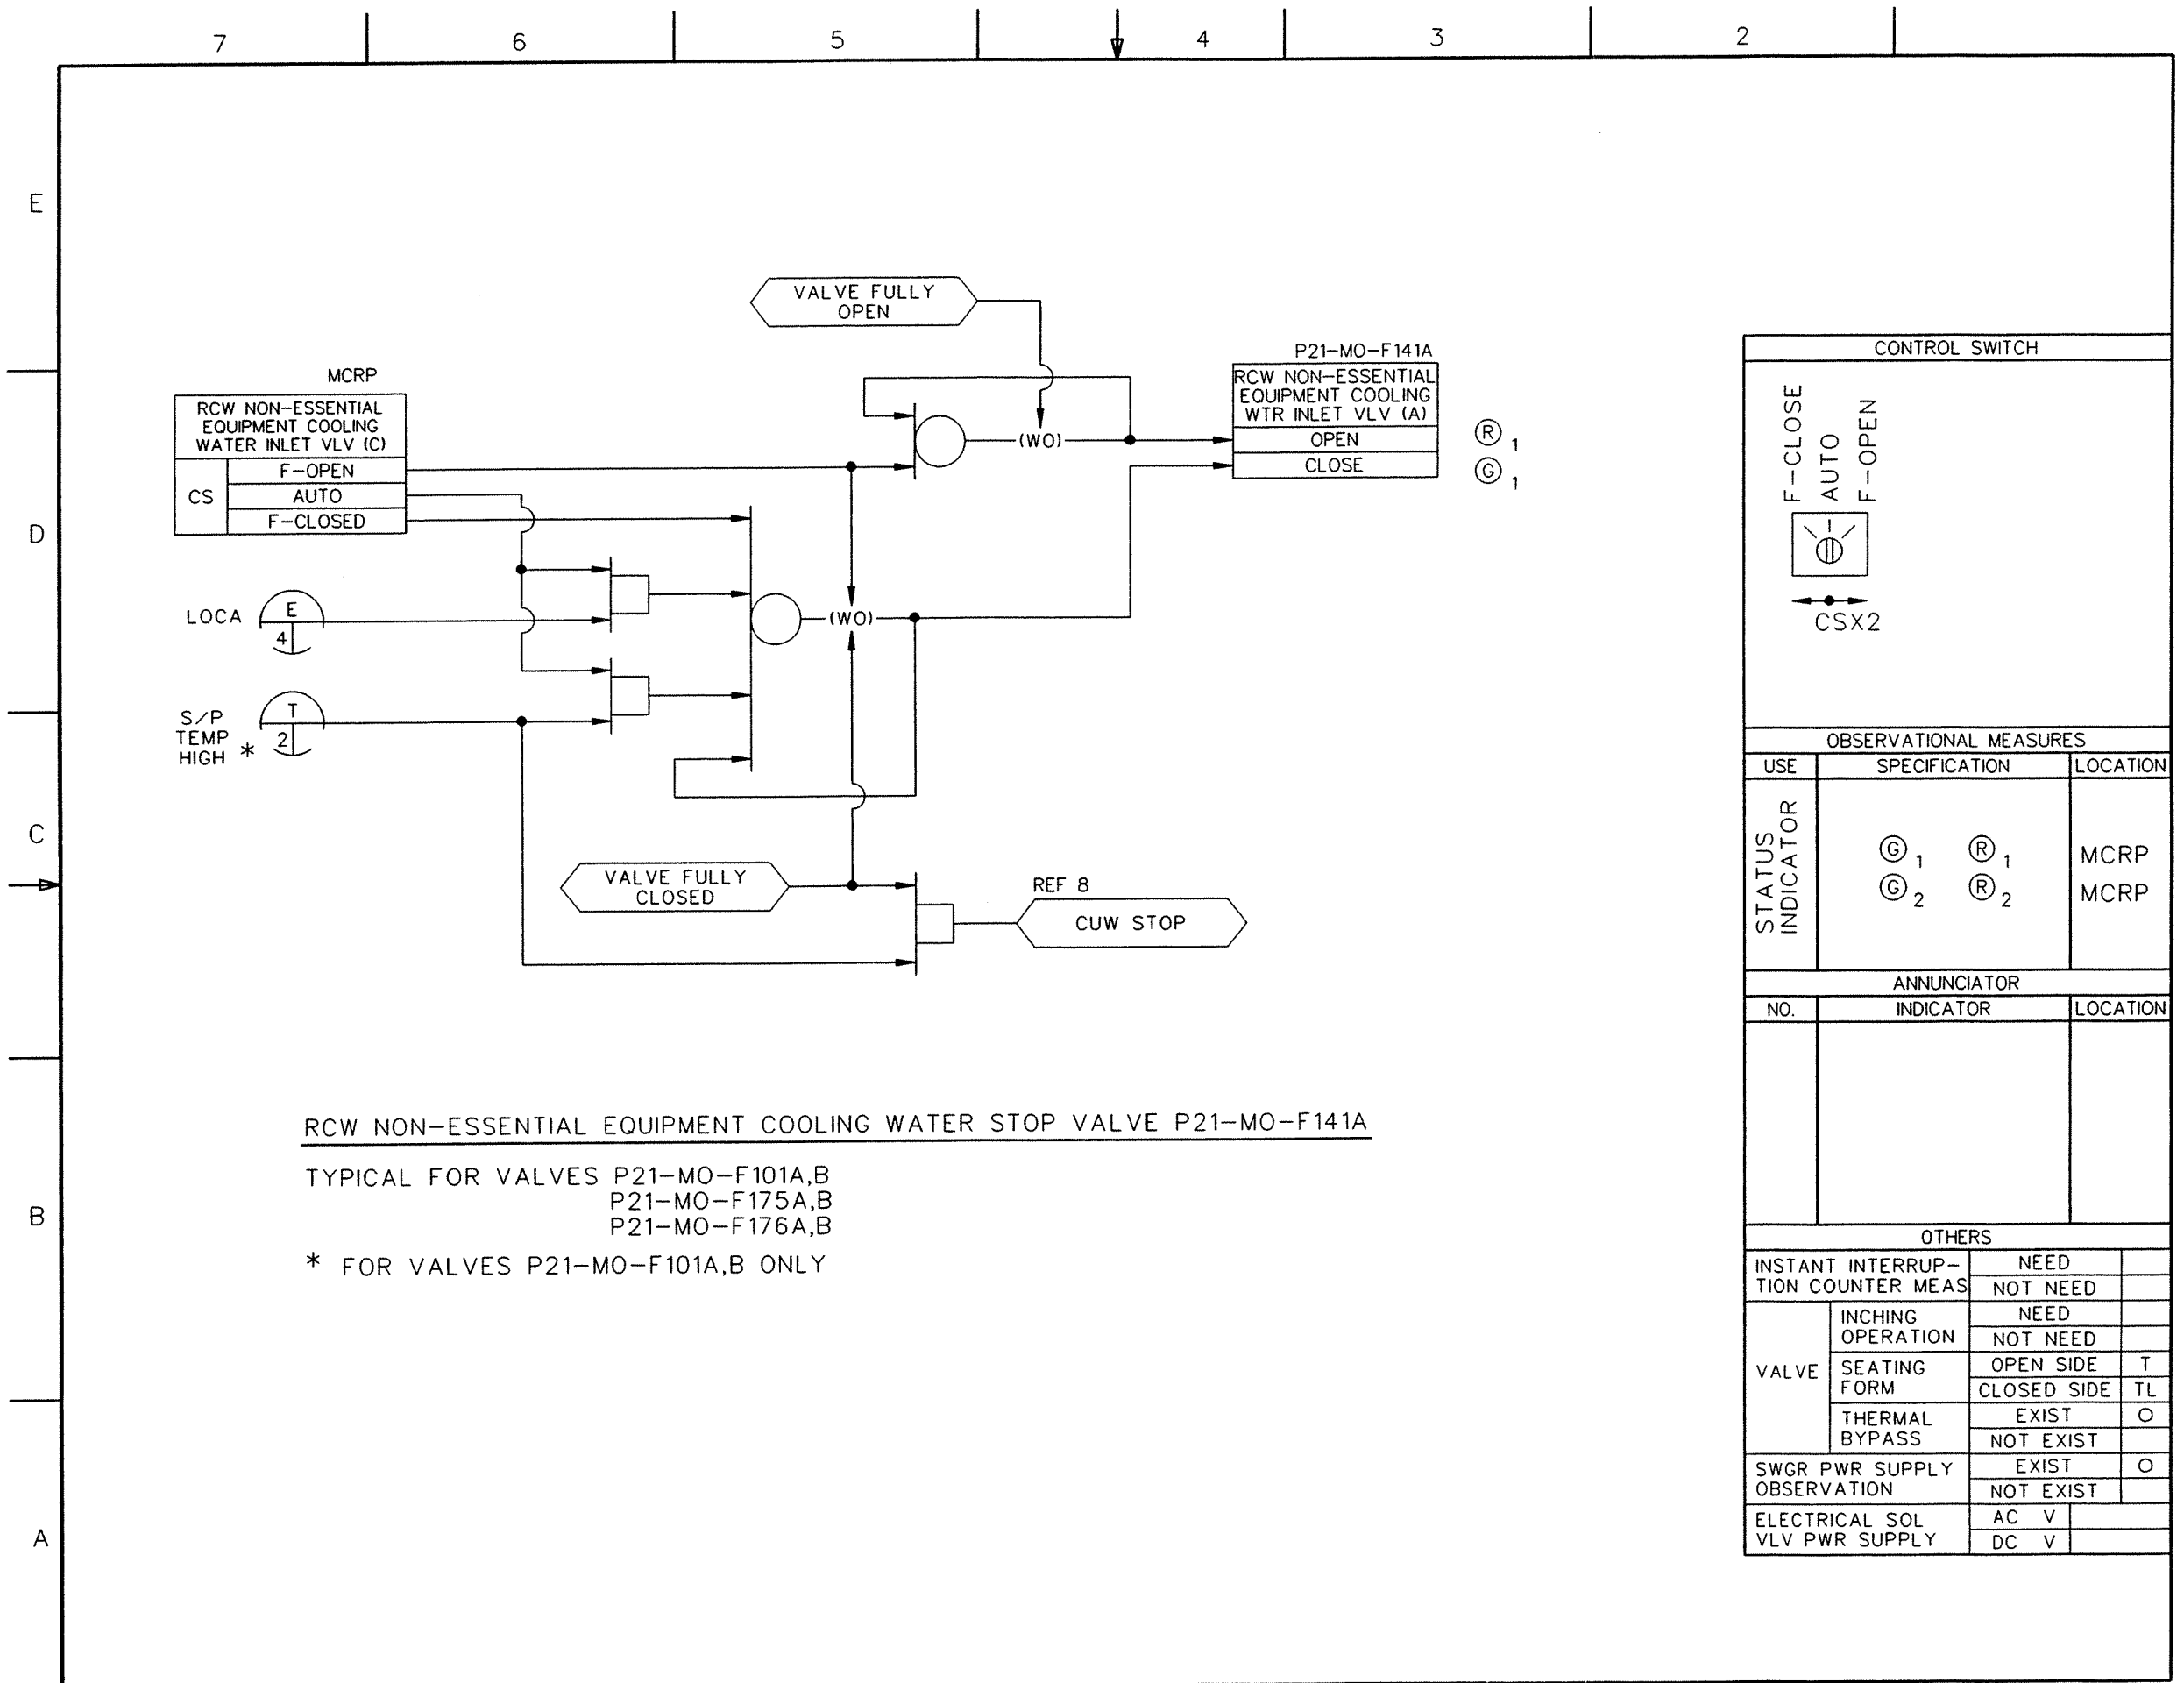 7 6 5 4 3 2
E
D
C
B
A
VALVE FULLY
OPEN
MCRP
RCW NON-ESSENTIAL
EQUIPMENT COOLING
WATER INLET VLV (C)
CS
F-OPEN
AUTO
F-CLOSED
P21-MO-F141A
RCW NON-ESSENTIAL
EQUIPMENT COOLING
WTR INLET VLV (A)
OPEN
CLOSE
R 1
G 1
(WO)
(WO)
LOCA
E
4
S/P
TEMP
HIGH *
T
2
VALVE FULLY
CLOSED
REF 8
CUW STOP
RCW NON-ESSENTIAL EQUIPMENT COOLING WATER STOP VALVE P21-MO-F141A
TYPICAL FOR VALVES P21-MO-F101A,B
P21-MO-F175A,B
P21-MO-F176A,B
* FOR VALVES P21-MO-F101A,B ONLY
CONTROL SWITCH
F-CLOSE
AUTO
F-OPEN
CSX2
OBSERVATIONAL MEASURES
USE SPECIFICATION LOCATION
STATUS
INDICATOR
G 1 R 1 MCRP
G 2 R 2 MCRP
ANNUNCIATOR
NO. INDICATOR LOCATION
OTHERS
INSTANT INTERRUP-
TION COUNTER MEAS
NEED
NOT NEED
VALVE
INCHING
OPERATION
NEED
NOT NEED
SEATING
FORM
OPEN SIDE T
CLOSED SIDE TL
THERMAL
BYPASS
EXIST O
NOT EXIST
SWGR PWR SUPPLY
OBSERVATION
EXIST O
NOT EXIST
ELECTRICAL SOL
VLV PWR SUPPLY
AC V
DC V